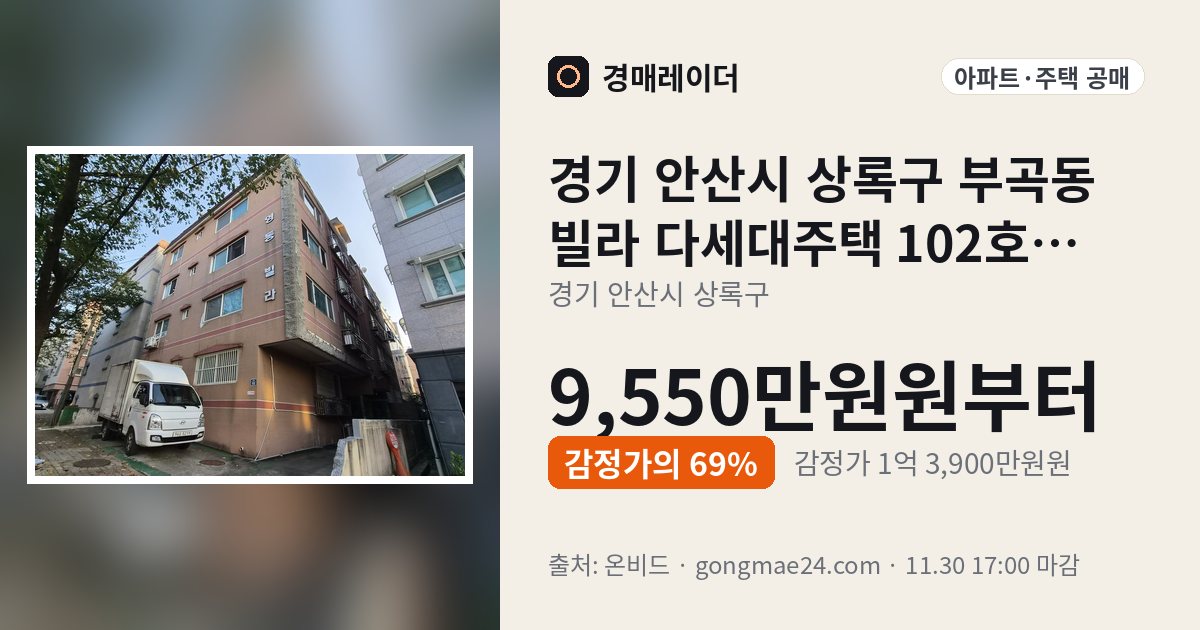 경매레이더
아파트·주택 공매
경기 안산시 상록구 부곡동
빌라 다세대주택 102호…
경기 안산시 상록구
9,550만원원부터
감정가의 69%
감정가 1억 3,900만원원
출처: 온비드 · gongmae24.com · 11.30 17:00 마감
빌
라